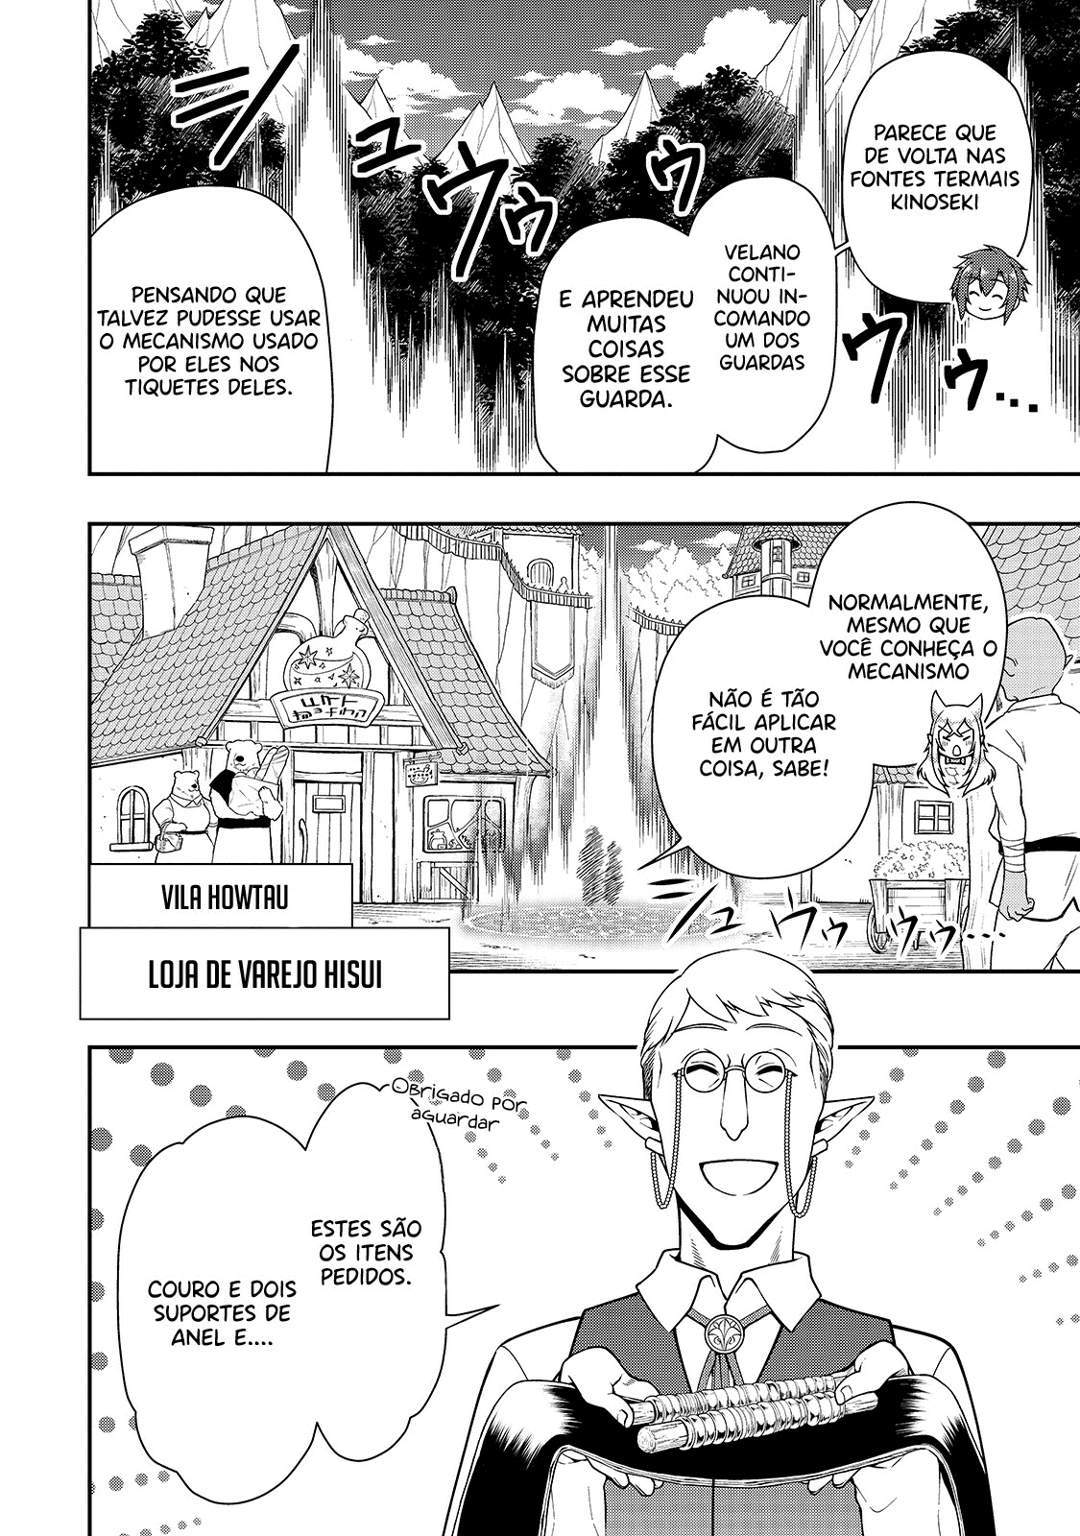 PARECE QUE
DE VOLTA NAS
FONTES TERMAIS
KINOSEKI
VELANO
CONTI-
NUOU IN-
COMANDO
UM DOS
GUARDAS
E APRENDEU
MUITAS
COISAS
SOBRE ESSE
GUARDA.
PENSANDO QUE
TALVEZ PUDESSE USAR
O MECANISMO USADO
POR ELES NOS
TIQUETES DELES.
シュウウウ
ウウ...
NORMALMENTE,
MESMO QUE
VOCÊ CONHEÇA O
MECANISMO
NÃO É TÃO
FÁCIL APLICAR
EM OUTRA
COISA, SABE!
シュウウウウ....
VILA HOWTAU
LOJA DE VAREJO HISUI
Obrigado por
aguardar
ESTES SÃO
OS ITENS
PEDIDOS.
COURO E DOIS
SUPORTES DE
ANEL E....